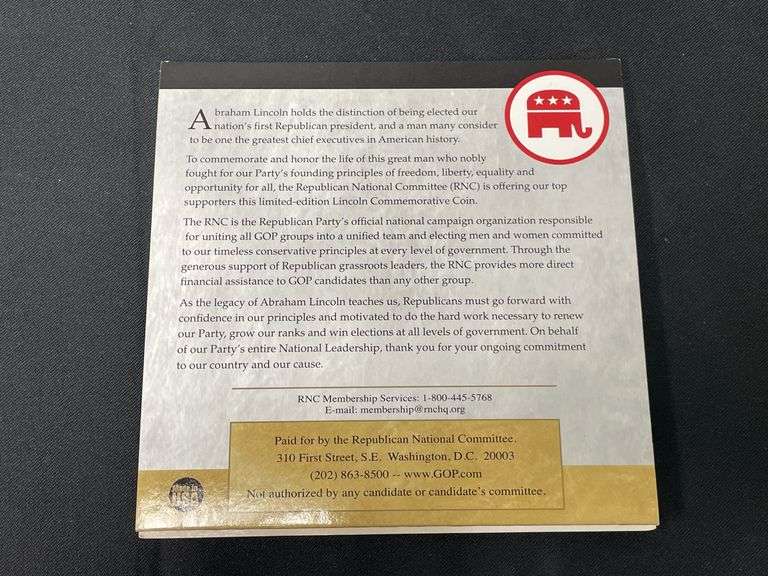 Abraham Lincoln holds the distinction of being elected our
nation's first Republican president, and a man many consider
to be one the greatest chief executives in American history.
To commemorate and honor the life of this great man who nobly
fought for our Party's founding principles of freedom, liberty, equality and
opportunity for all, the Republican National Committee (RNC) is offering our top
supporters this limited-edition Lincoln Commemorative Coin.
The RNC is the Republican Party's official national campaign organization responsible
for uniting all GOP groups into a unified team and electing men and women committed
to our timeless conservative principles at every level of government. Through the
generous support of Republican grassroots leaders, the RNC provides more direct
financial assistance to GOP candidates than any other group.
As the legacy of Abraham Lincoln teaches us, Republicans must go forward with
confidence in our principles and motivated to do the hard work necessary to renew
our Party, grow our ranks and win elections at all levels of government. On behalf
of our Party's entire National Leadership, thank you for your ongoing commitment
to our country and our cause.
RNC Membership Services: 1-800-445-5768
E-mail: membership@rnchq.org
Paid for by the Republican National Committee.
310 First Street, S.E. Washington, D.C. 20003
(202) 863-8500 -- www.GOP.com
Not authorized by any candidate or candidate's committee.
Made in
USA